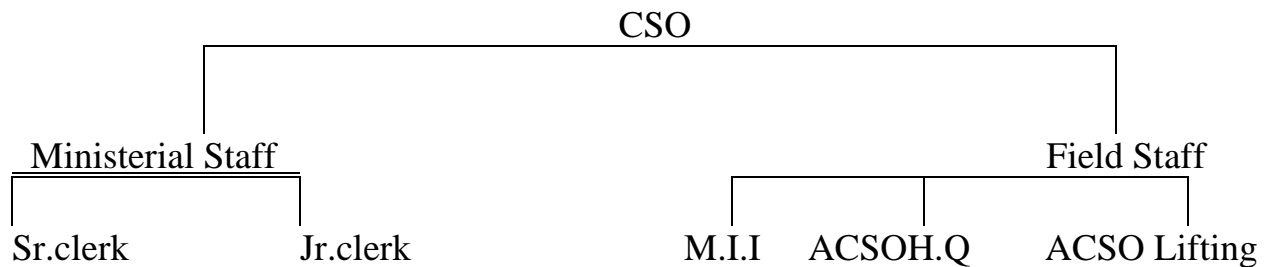 CSO
Ministerial Staff Field Staff
Sr.clerk Jr.clerk M.I.I ACSOH.Q ACSO Lifting